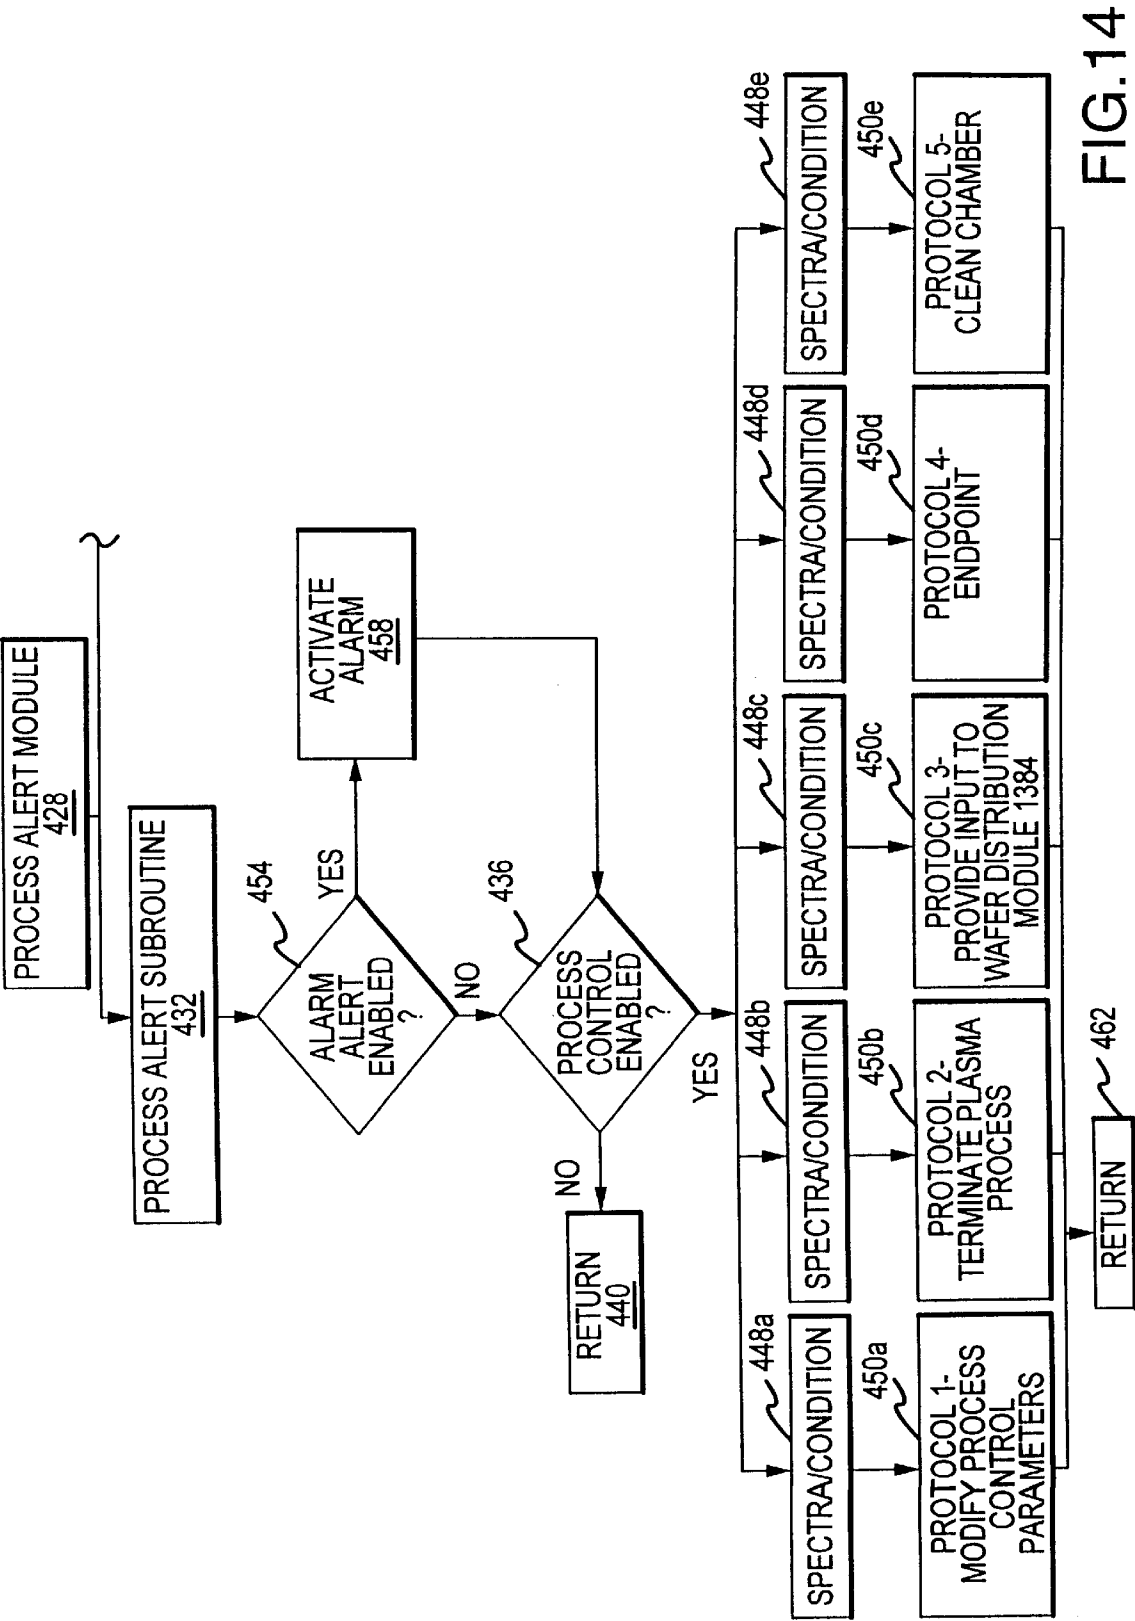 PROCESS ALERT MODULE
428
PROCESS ALERT SUBROUTINE
432
454
ALARM
ALERT
ENABLED
?
YES
NO
ACTIVATE
ALARM
458
436
PROCESS
CONTROL
ENABLED
?
NO
YES
RETURN
440
448a
SPECTRA/CONDITION
448b
SPECTRA/CONDITION
448c
SPECTRA/CONDITION
448d
SPECTRA/CONDITION
448e
SPECTRA/CONDITION
450a
PROTOCOL 1-
MODIFY PROCESS
CONTROL
PARAMETERS
450b
PROTOCOL 2-
TERMINATE PLASMA
PROCESS
450c
PROTOCOL 3-
PROVIDE INPUT TO
WAFER DISTRIBUTION
MODULE 1384
450d
PROTOCOL 4-
ENDPOINT
450e
PROTOCOL 5-
CLEAN CHAMBER
RETURN
462
FIG.14